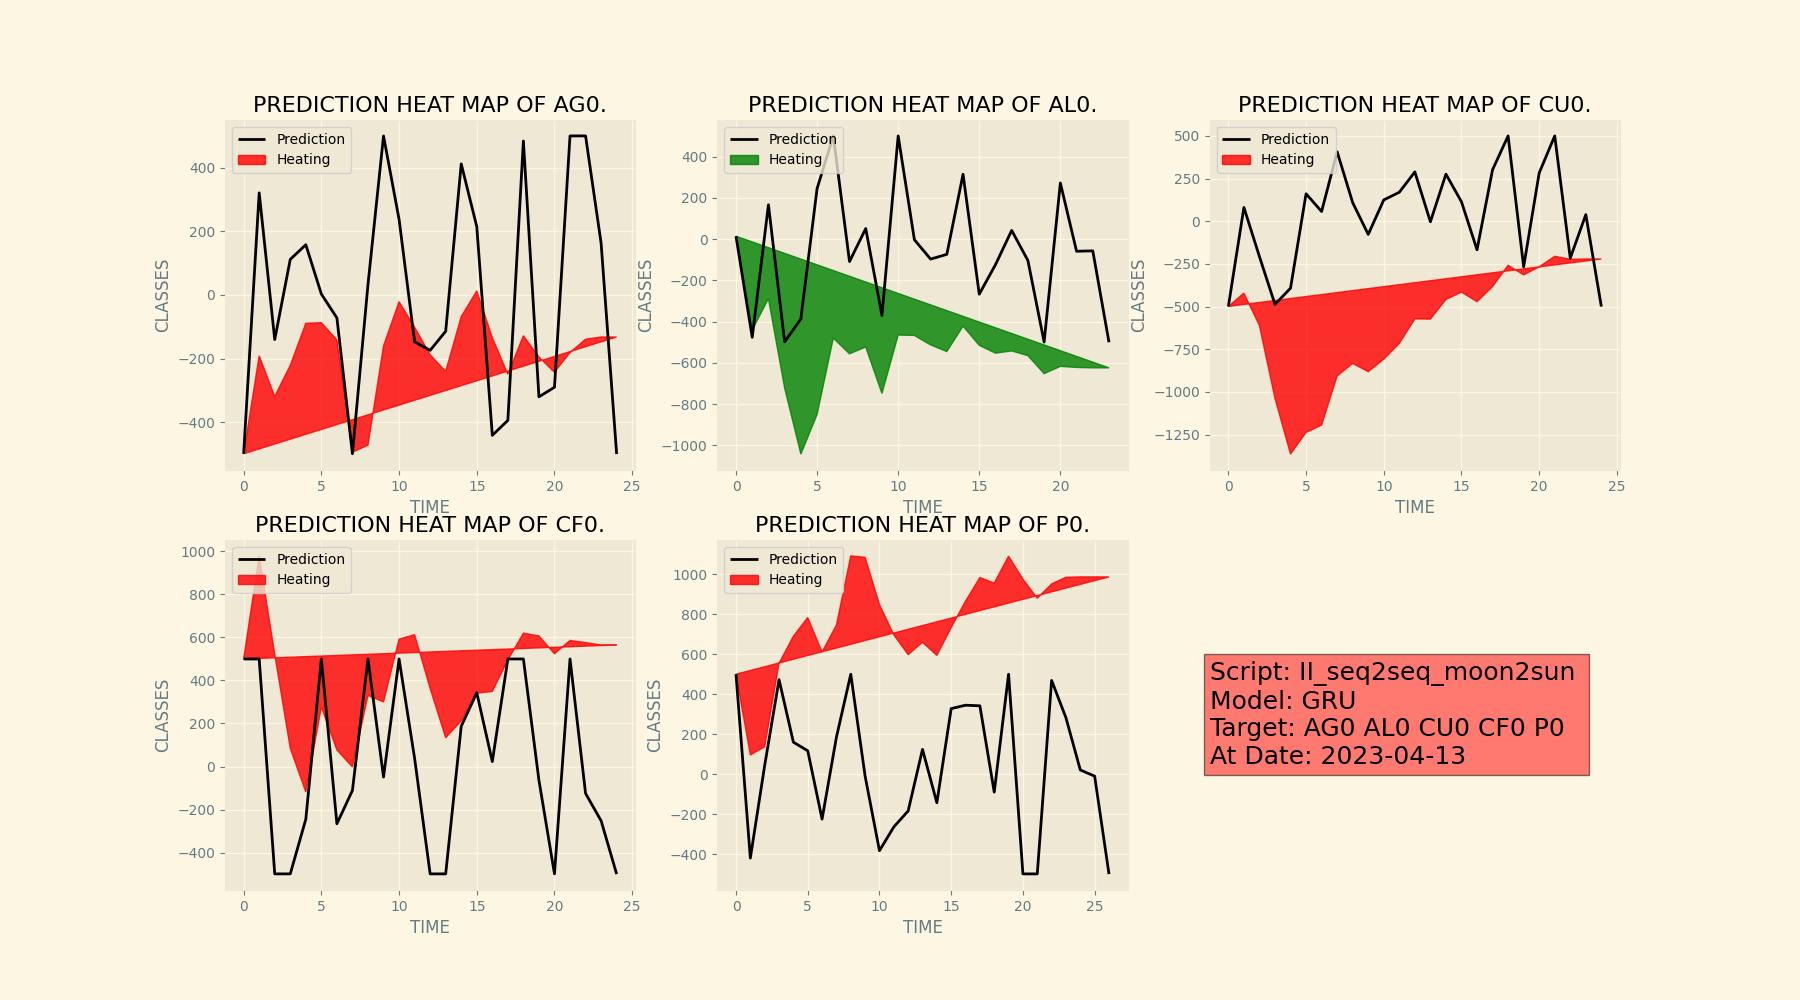 PREDICTION HEAT MAP OF AG0.
Prediction
Heating
400
200
0
−200
−400
CLASSES
0 5 10 15 20 25
TIME
PREDICTION HEAT MAP OF AL0.
Prediction
Heating
400
200
0
−200
−400
−600
−800
−1000
CLASSES
0 5 10 15 20
TIME
PREDICTION HEAT MAP OF CU0.
Prediction
Heating
500
250
0
−250
−500
−750
−1000
−1250
CLASSES
0 5 10 15 20 25
TIME
PREDICTION HEAT MAP OF CF0.
Prediction
Heating
1000
800
600
400
200
0
−200
−400
CLASSES
0 5 10 15 20 25
TIME
PREDICTION HEAT MAP OF P0.
Prediction
Heating
1000
800
600
400
200
0
−200
−400
CLASSES
0 5 10 15 20 25
TIME
Script: II_seq2seq_moon2sun
Model: GRU
Target: AG0 AL0 CU0 CF0 P0
At Date: 2023-04-13